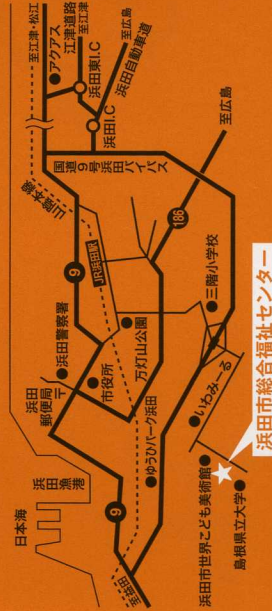 至江津・松江
アクアス
江津道路
至江津
浜田東I.C
至広島
浜田自動車道
浜田I.C
国道9号浜田バイパス
山陰本線
9
JR浜田駅
186
至広島
浜田警察署
万灯山公園
三階小学校
浜田
郵便局
〒
市役所
浜田
漁港
日本海
ゆうひパーク浜田
いわみーる
9
至益田
浜田市世界こども美術館
島根県立大学
浜田市総合福祉センター